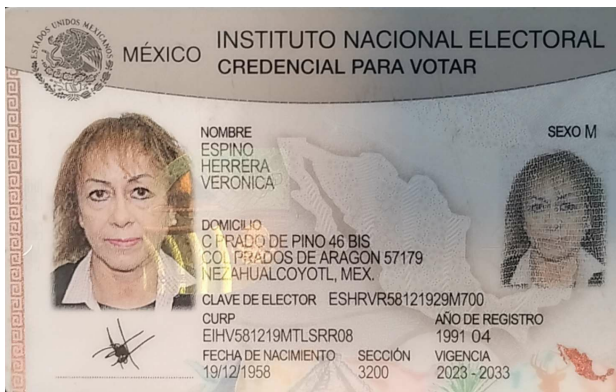 ESTADOS UNIDOS MEXICANOS
MÉXICO
INSTITUTO NACIONAL ELECTORAL
CREDENCIAL PARA VOTAR
NOMBRE
SEXO M
ESPINO
HERRERA
VERONICA
DOMICILIO
C PRADO DE PINO 46 BIS
COL PRADOS DE ARAGON 57179
NEZAHUALCOYOTL, MEX.
CLAVE DE ELECTOR ESHRVR58121929M700
CURP
AÑO DE REGISTRO
EIHV581219MTLSRR08
1991 04
FECHA DE NACIMIENTO SECCIÓN VIGENCIA
19/12/1958 3200 2023 - 2033